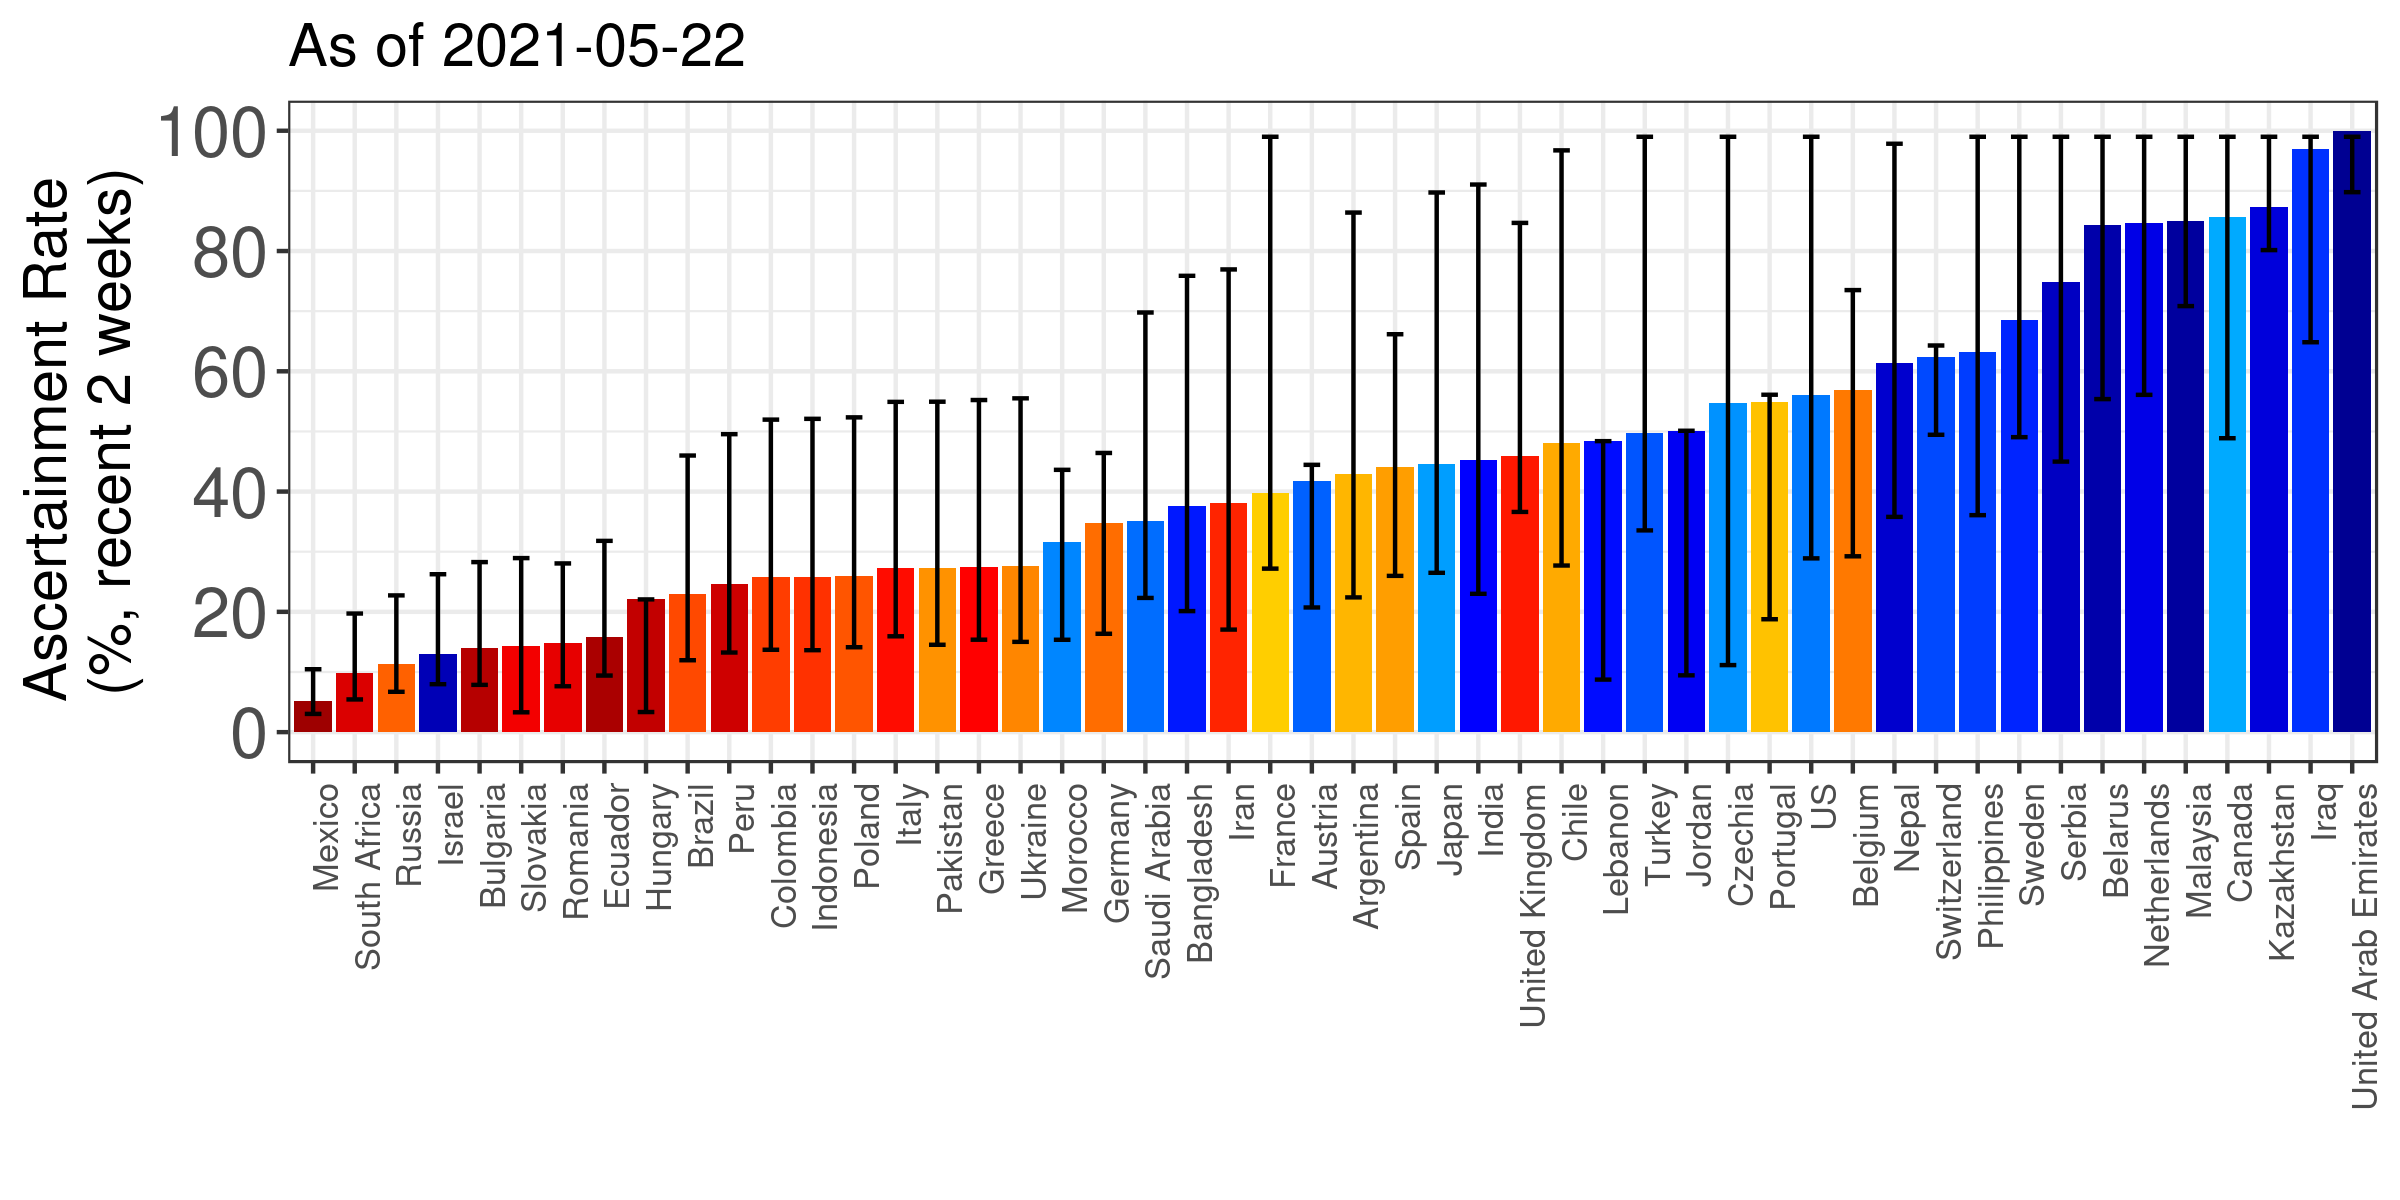 As of 2021-05-22
Ascertainment Rate
(%, recent 2 weeks)
100
80
60
40
20
0
Mexico
South Africa
Russia
Israel
Bulgaria
Slovakia
Romania
Ecuador
Hungary
Brazil
Peru
Colombia
Indonesia
Poland
Italy
Pakistan
Greece
Ukraine
Morocco
Germany
Saudi Arabia
Bangladesh
Iran
France
Austria
Argentina
Spain
Japan
India
United Kingdom
Chile
Lebanon
Turkey
Jordan
Czechia
Portugal
US
Belgium
Nepal
Switzerland
Philippines
Sweden
Serbia
Belarus
Netherlands
Malaysia
Canada
Kazakhstan
Iraq
United Arab Emirates